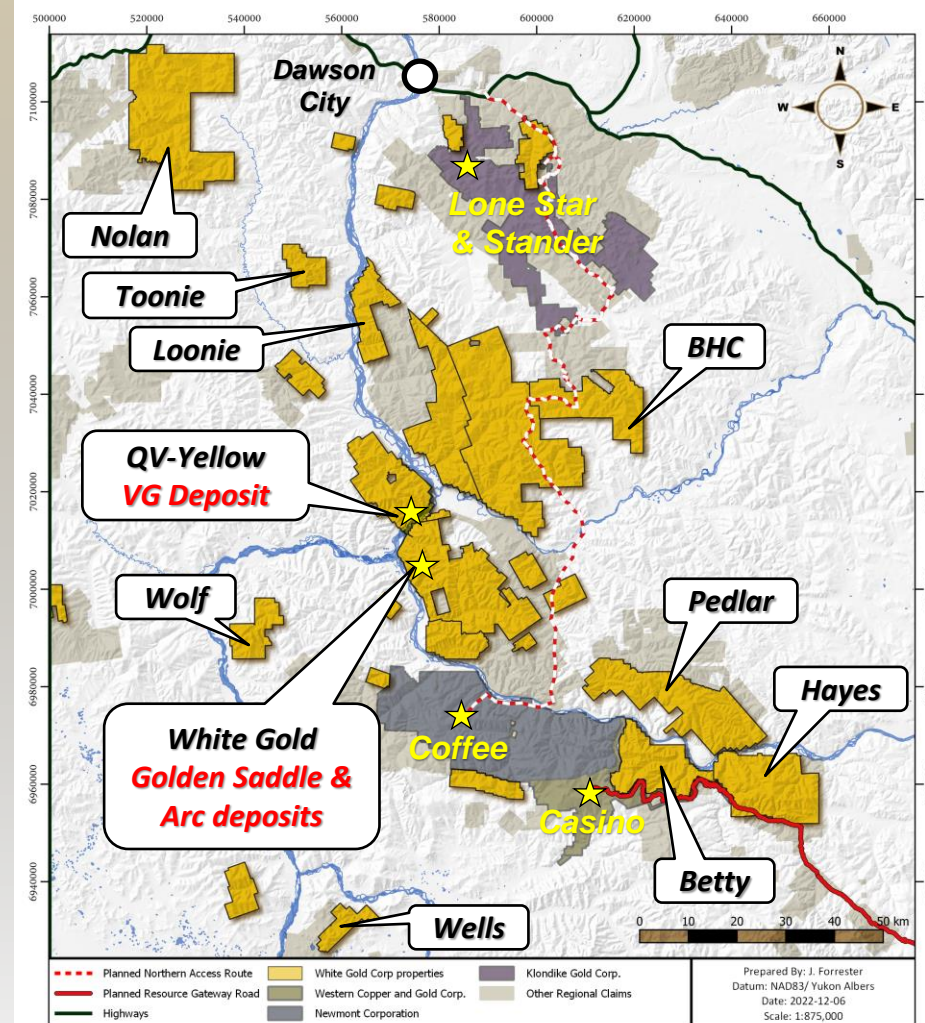 500000 520000 540000 560000 580000 600000 620000 640000 660000
7100000
7080000
7060000
7040000
7020000
7000000
6980000
6960000
6940000
N
W E
S
Dawson
City
Lone Star
& Stander
Nolan
Toonie
Loonie
BHC
QV-Yellow
VG Deposit
Wolf
Pedlar
Hayes
White Gold
Golden Saddle &
Arc deposits
Coffee
Casino
Betty
Wells
0 10 20 30 40 50 km
Planned Northern Access Route
Planned Resource Gateway Road
Highways
White Gold Corp properties
Western Copper and Gold Corp.
Newmont Corporation
Klondike Gold Corp.
Other Regional Claims
Prepared By: J. Forrester
Datum: NAD83/ Yukon Albers
Date: 2022-12-06
Scale: 1:875,000